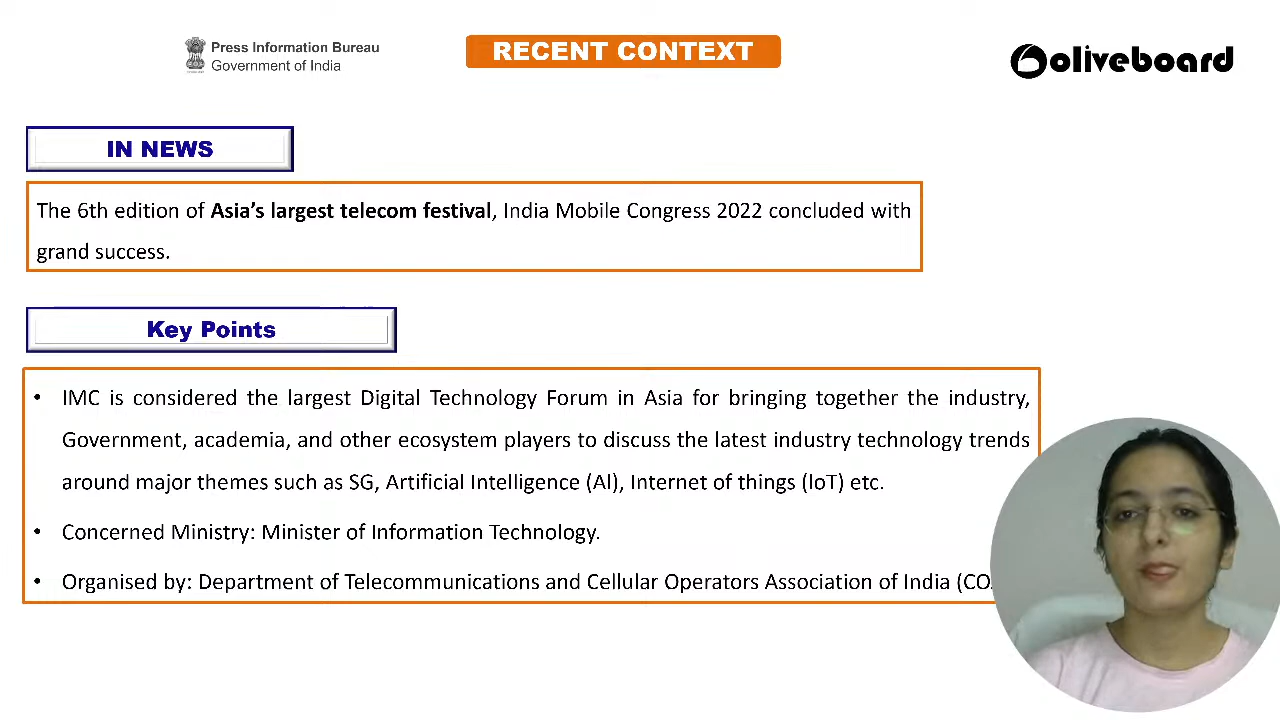 Press Information Bureau
Government of India
RECENT CONTEXT
oliveboard
IN NEWS
The 6th edition of Asia's largest telecom festival, India Mobile Congress 2022 concluded with
grand success.
Key Points
• IMC is considered the largest Digital Technology Forum in Asia for bringing together the industry,
Government, academia, and other ecosystem players to discuss the latest industry technology trends
around major themes such as SG, Artificial Intelligence (AI), Internet of things (IoT) etc.
• Concerned Ministry: Minister of Information Technology.
• Organised by: Department of Telecommunications and Cellular Operators Association of India (CO